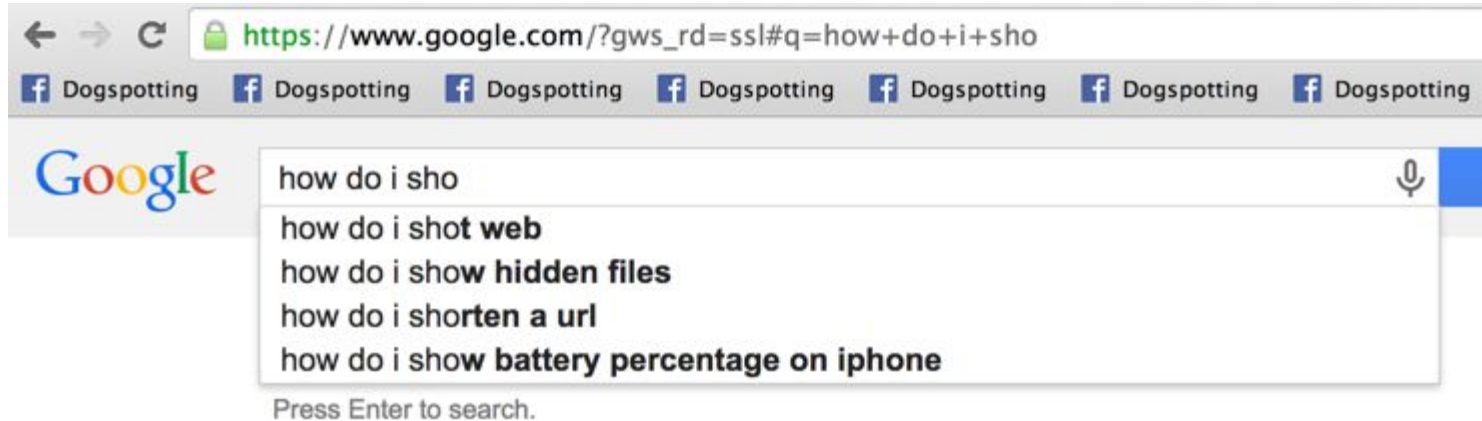 https://www.google.com/?gws_rd=ssl#q=how+do+i+sho
Dogspotting Dogspotting Dogspotting Dogspotting Dogspotting Dogspotting Dogspotting
Google how do i sho
how do i shot web
how do i show hidden files
how do i shorten a url
how do i show battery percentage on iphone
Press Enter to search.